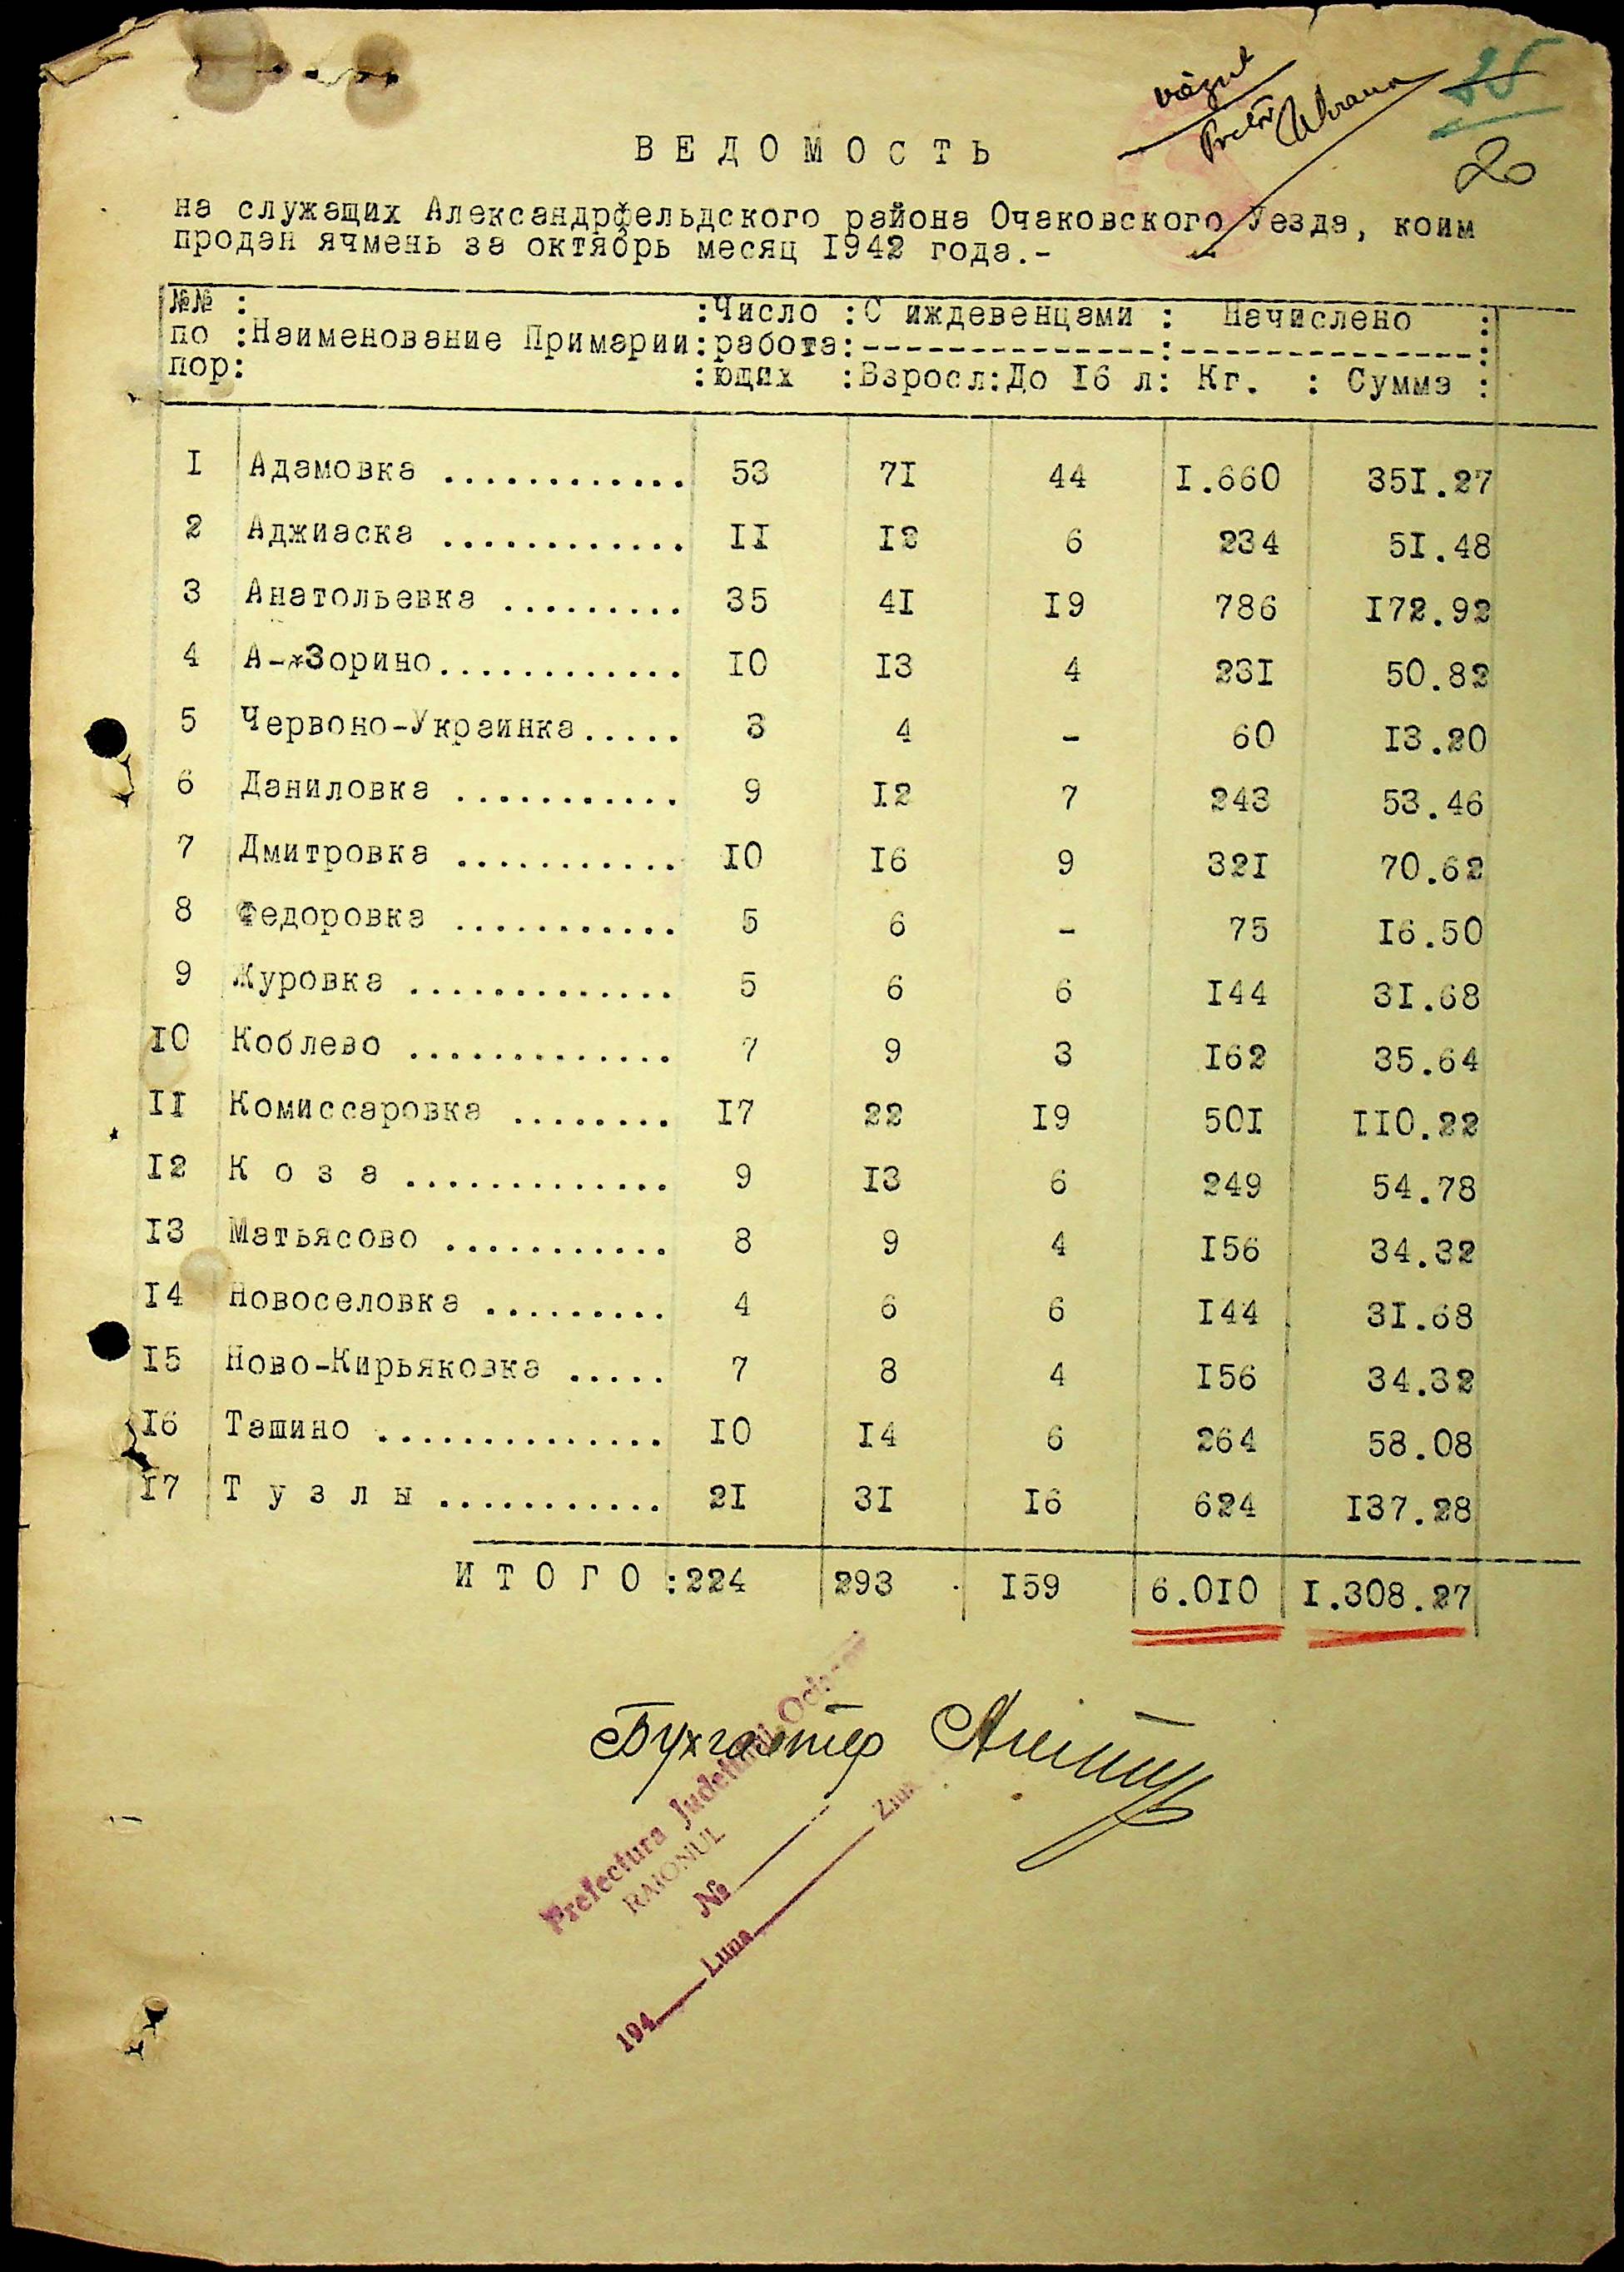 văzut
25
20
ВЕДОМОСТЬ
на служащих Александрфельдского района Очаковского Уезда, коим
продан ячмень за октябрь месяц 1942 года.-
№№ : :Число :С иждевенцами : Начислено :
по :Наименование Примарии:работа:--------------:--------------:
пор: :ющих :Взросл:До 16 л: Кг. : Сумма :
1 Адамовка ............ 53 71 44 1.660 351.27
2 Аджиаска ............ 11 12 6 234 51.48
3 Анатольевка ......... 35 41 19 786 172.92
4 А-Зорино............ 10 13 4 231 50.82
5 Червоно-Украинка..... 3 4 - 60 13.20
6 Даниловка ........... 9 12 7 243 53.46
7 Дмитровка ........... 10 16 9 321 70.62
8 Федоровка ........... 5 6 - 75 16.50
9 Журовка ............. 5 6 6 144 31.68
10 Коблево ............. 7 9 3 162 35.64
11 Комиссаровка ........ 17 22 19 501 110.22
12 К о з а ............. 9 13 6 249 54.78
13 Матьясово ........... 8 9 4 156 34.32
14 Новоселовка ......... 4 6 6 144 31.68
15 Ново-Кирьяковка ..... 7 8 4 156 34.32
16 Ташино .............. 10 14 6 264 58.08
17 Т у з л ы ........... 21 31 16 624 137.28
И Т О Г О :224 293 159 6.010 1.308.27
Бухгалтер
Prefectura Județului
RAIONUL
№
194 Luna Ziua